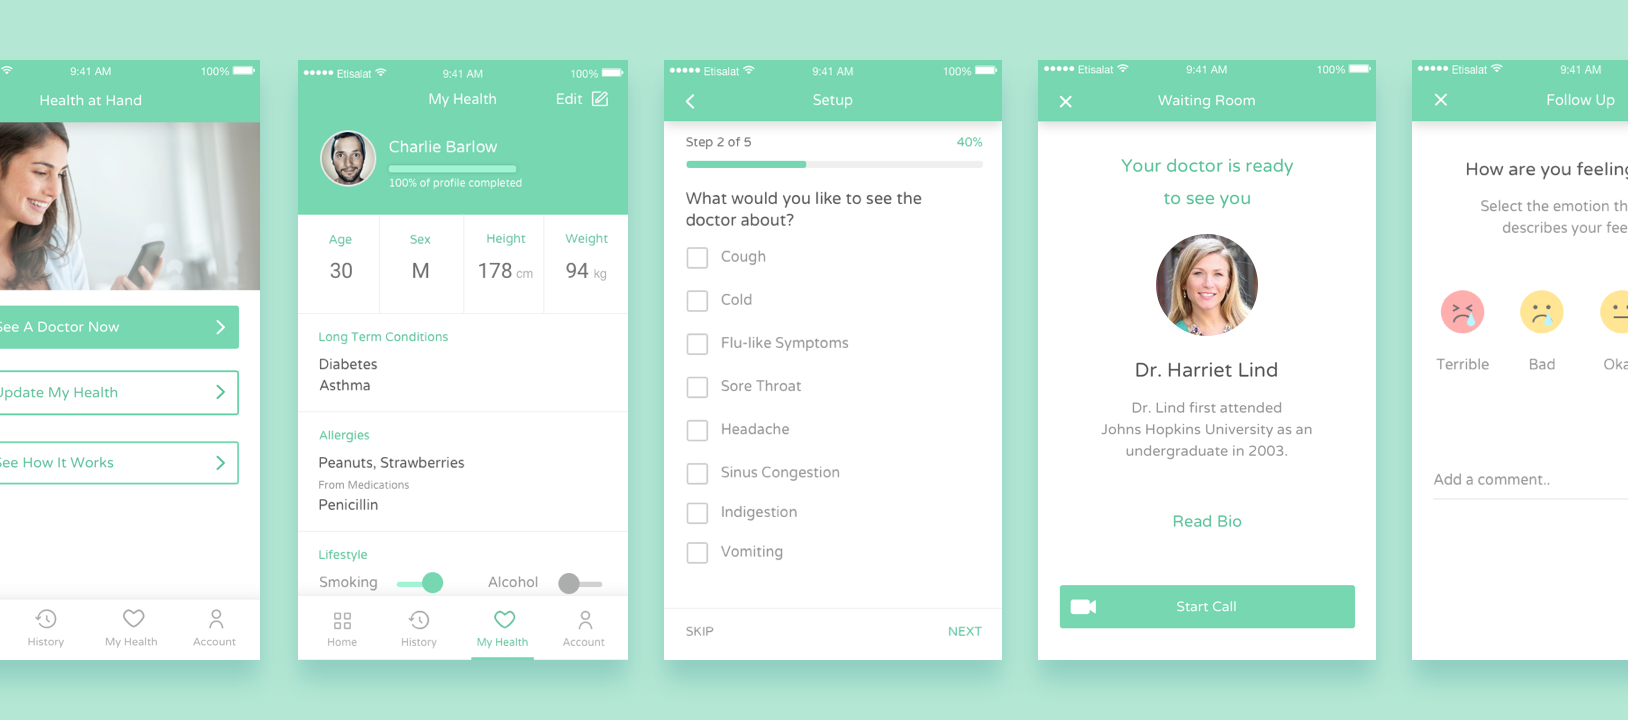 9:41 AM 100%
Health at Hand
See A Doctor Now
Update My Health
See How It Works
History My Health Account
Etisalat 9:41 AM 100%
My Health Edit
Charlie Barlow
100% of profile completed
Age Sex Height Weight
30 M 178 cm 94 kg
Long Term Conditions
Diabetes
Asthma
Allergies
Peanuts, Strawberries
From Medications
Penicillin
Lifestyle
Smoking Alcohol
Home History My Health Account
Etisalat 9:41 AM 100%
Setup
Step 2 of 5 40%
What would you like to see the
doctor about?
Cough
Cold
Flu-like Symptoms
Sore Throat
Headache
Sinus Congestion
Indigestion
Vomiting
SKIP NEXT
Etisalat 9:41 AM 100%
Waiting Room
Your doctor is ready
to see you
Dr. Harriet Lind
Dr. Lind first attended
Johns Hopkins University as an
undergraduate in 2003.
Read Bio
Start Call
Etisalat 9:41 AM
Follow Up
How are you feeling
Select the emotion th
describes your fee
Terrible Bad Oka
Add a comment..